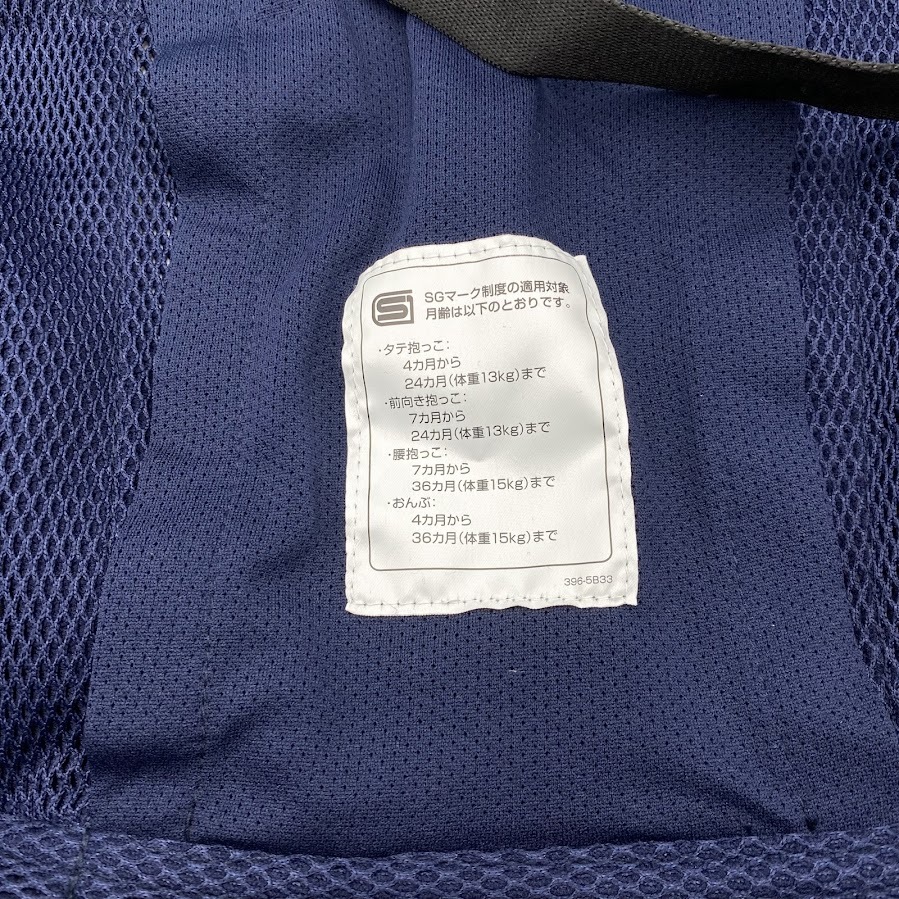 SGマーク制度の適用対象
月齢は以下のとおりです。
・タテ抱っこ:
4カ月から
24カ月(体重13kg)まで
・前向き抱っこ:
7カ月から
24カ月(体重13kg)まで
・腰抱っこ:
7カ月から
36カ月(体重15kg)まで
・おんぶ:
4カ月から
36カ月(体重15kg)まで
396-5B33